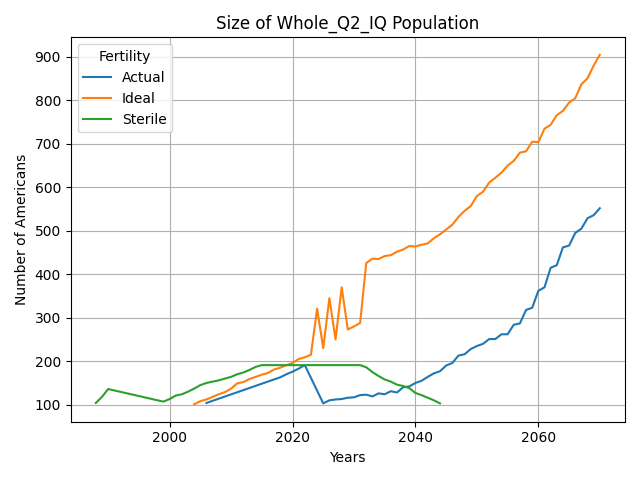 Size of Whole_Q2_IQ Population
Fertility
Actual
Ideal
Sterile
Number of Americans
900
800
700
600
500
400
300
200
100
2000
2020
2040
2060
Years